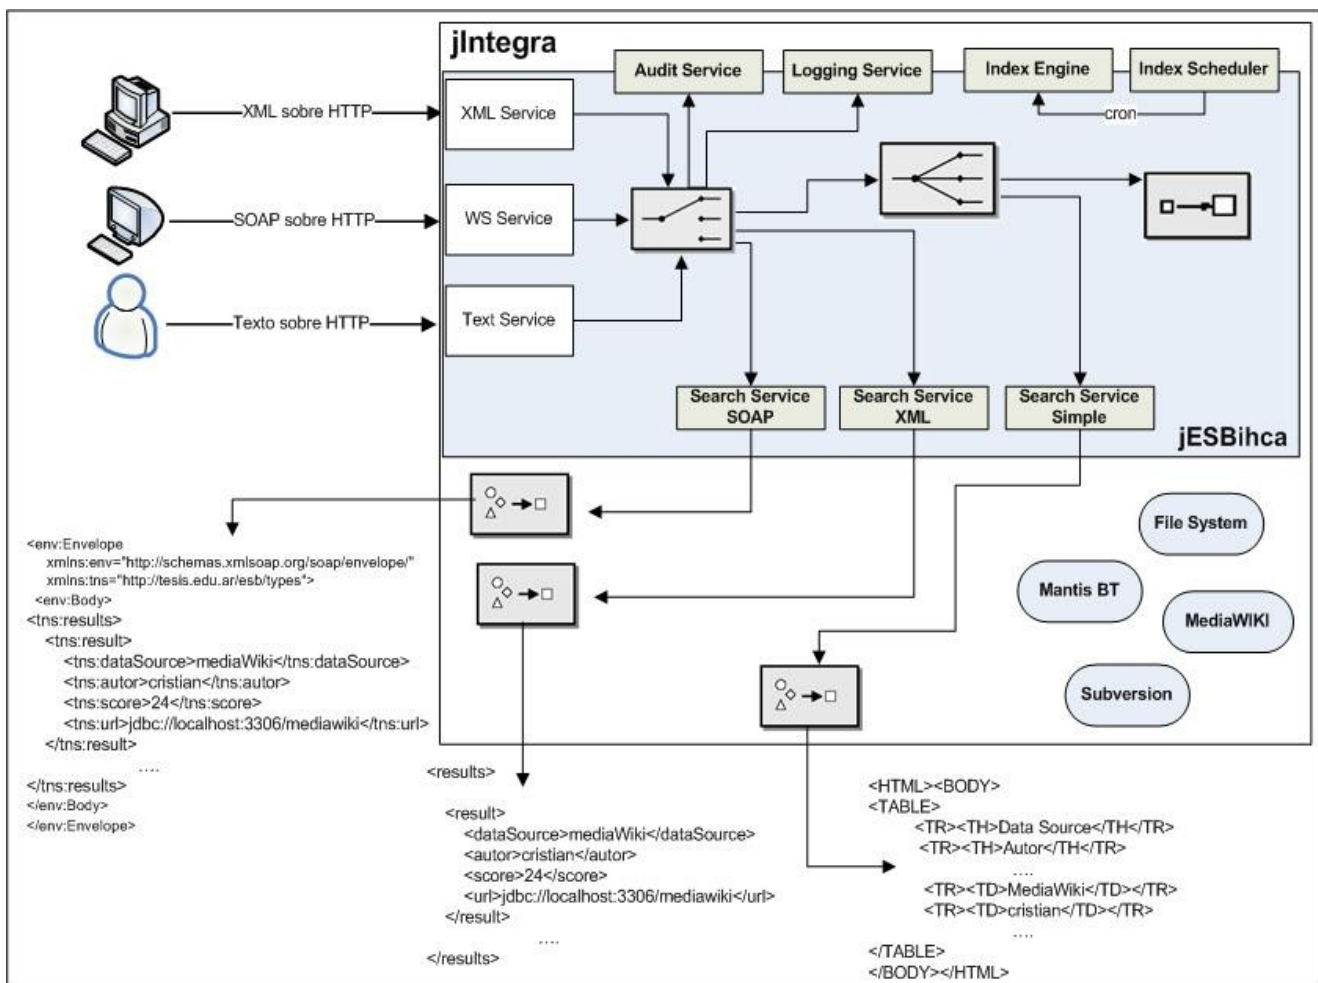 jIntegra
Audit Service
Logging Service
Index Engine
Index Scheduler
cron
XML sobre HTTP
XML Service
SOAP sobre HTTP
WS Service
Texto sobre HTTP
Text Service
Search Service
SOAP
Search Service
XML
Search Service
Simple
jESBihca
File System
Mantis BT
MediaWIKI
Subversion
<env:Envelope
xmlns:env="http://schemas.xmlsoap.org/soap/envelope/"
xmlns:tns="http://tesis.edu.ar/esb/types">
<env:Body>
<tns:results>
<tns:result>
<tns:dataSource>mediaWiki</tns:dataSource>
<tns:autor>cristian</tns:autor>
<tns:score>24</tns:score>
<tns:url>jdbc://localhost:3306/mediawiki</tns:url>
</tns:result>
....
</tns:results>
</env:Body>
</env:Envelope>
<results>
<result>
<dataSource>mediaWiki</dataSource>
<autor>cristian</autor>
<score>24</score>
<url>jdbc://localhost:3306/mediawiki</url>
</result>
....
</results>
<HTML><BODY>
<TABLE>
<TR><TH>Data Source</TH</TR>
<TR><TH>Autor</TH</TR>
....
<TR><TD>MediaWiki</TD></TR>
<TR><TD>cristian</TD></TR>
....
</TABLE>
</BODY></HTML>